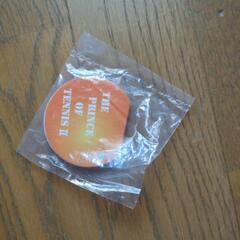 THE
PRINCE
OF
TENNIS II